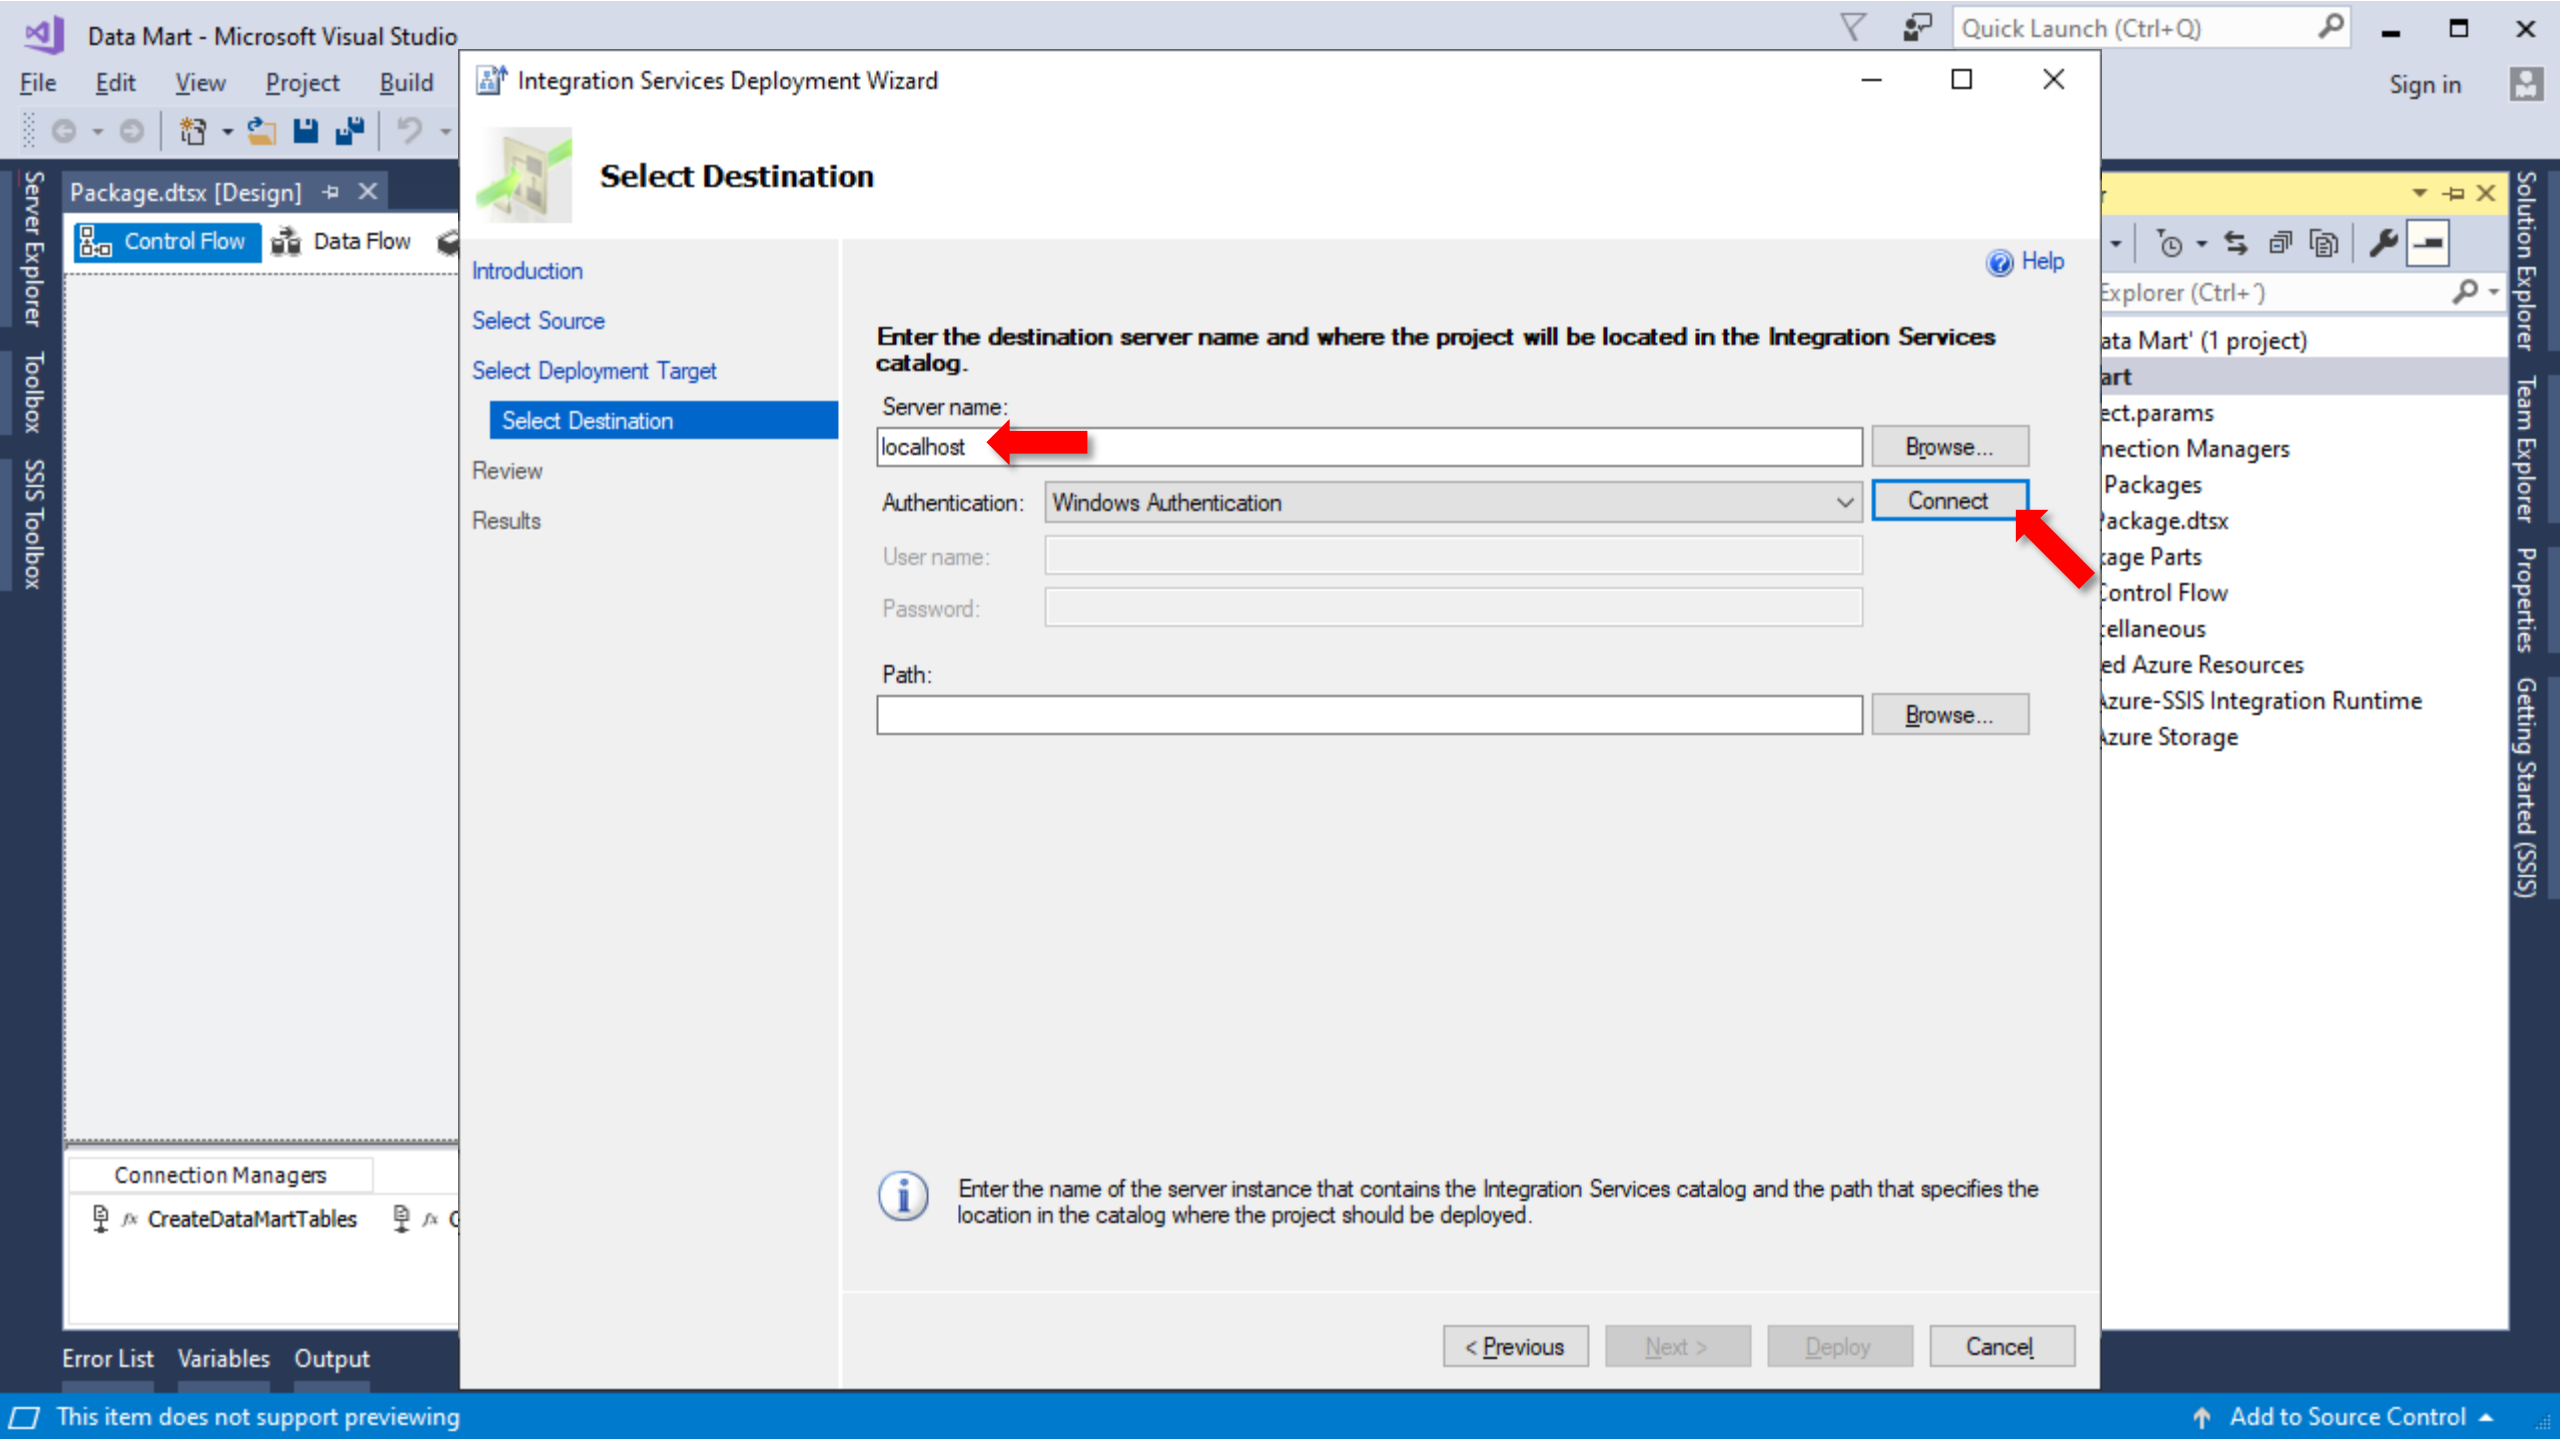 Data Mart - Microsoft Visual Studio
Quick Launch (Ctrl+Q)
File Edit View Project Build
Sign in
Integration Services Deployment Wizard
Select Destination
Server Explorer
Toolbox
SSIS Toolbox
Package.dtsx [Design]
Control Flow Data Flow
Introduction
Select Source
Select Deployment Target
Select Destination
Review
Results
Help
Enter the destination server name and where the project will be located in the Integration Services
catalog.
Server name:
localhost
Browse...
Authentication: Windows Authentication
Connect
User name:
Password:
Path:
Browse...
Enter the name of the server instance that contains the Integration Services catalog and the path that specifies the
location in the catalog where the project should be deployed.
< Previous Next > Deploy Cancel
Explorer (Ctrl+´)
ata Mart' (1 project)
art
ect.params
nection Managers
Packages
ackage.dtsx
age Parts
Control Flow
ellaneous
ed Azure Resources
Azure-SSIS Integration Runtime
Azure Storage
Solution Explorer
Team Explorer
Properties
Getting Started (SSIS)
Connection Managers
CreateDataMartTables
Error List Variables Output
This item does not support previewing
Add to Source Control